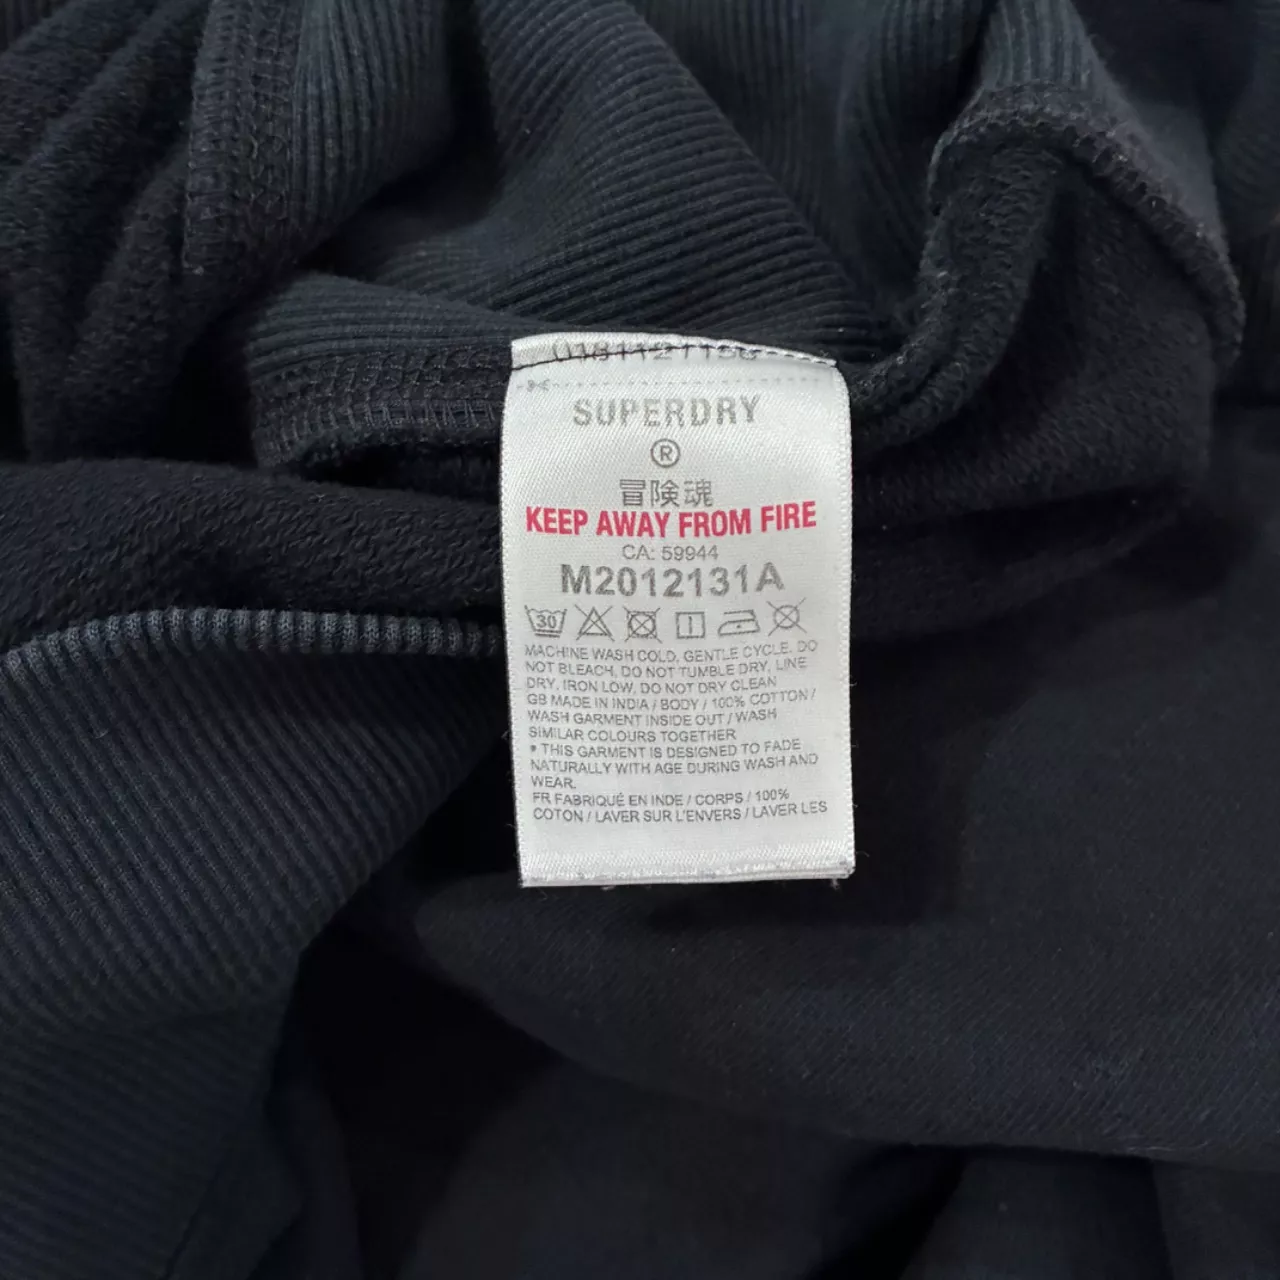 SUPERDRY
®
冒険魂
KEEP AWAY FROM FIRE
CA: 59944
M2012131A
30
MACHINE WASH COLD, GENTLE CYCLE, DO
NOT BLEACH, DO NOT TUMBLE DRY, LINE
DRY, IRON LOW, DO NOT DRY CLEAN
GB MADE IN INDIA / BODY / 100% COTTON /
WASH GARMENT INSIDE OUT / WASH
SIMILAR COLOURS TOGETHER
* THIS GARMENT IS DESIGNED TO FADE
NATURALLY WITH AGE DURING WASH AND
WEAR.
FR FABRIQUÉ EN INDE / CORPS / 100%
COTON / LAVER SUR L'ENVERS / LAVER LES